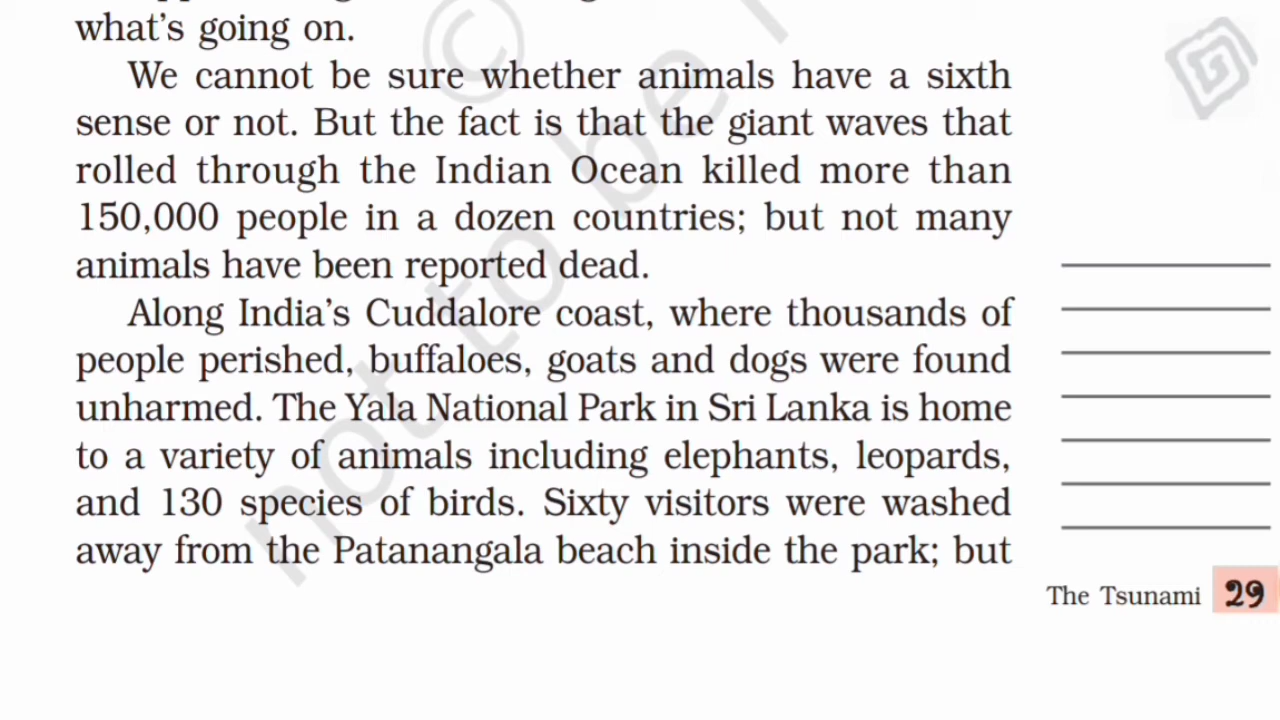 what's going on.
We cannot be sure whether animals have a sixth
sense or not. But the fact is that the giant waves that
rolled through the Indian Ocean killed more than
150,000 people in a dozen countries; but not many
animals have been reported dead.
Along India's Cuddalore coast, where thousands of
people perished, buffaloes, goats and dogs were found
unharmed. The Yala National Park in Sri Lanka is home
to a variety of animals including elephants, leopards,
and 130 species of birds. Sixty visitors were washed
away from the Patanangala beach inside the park; but
The Tsunami 29
© 
not to be